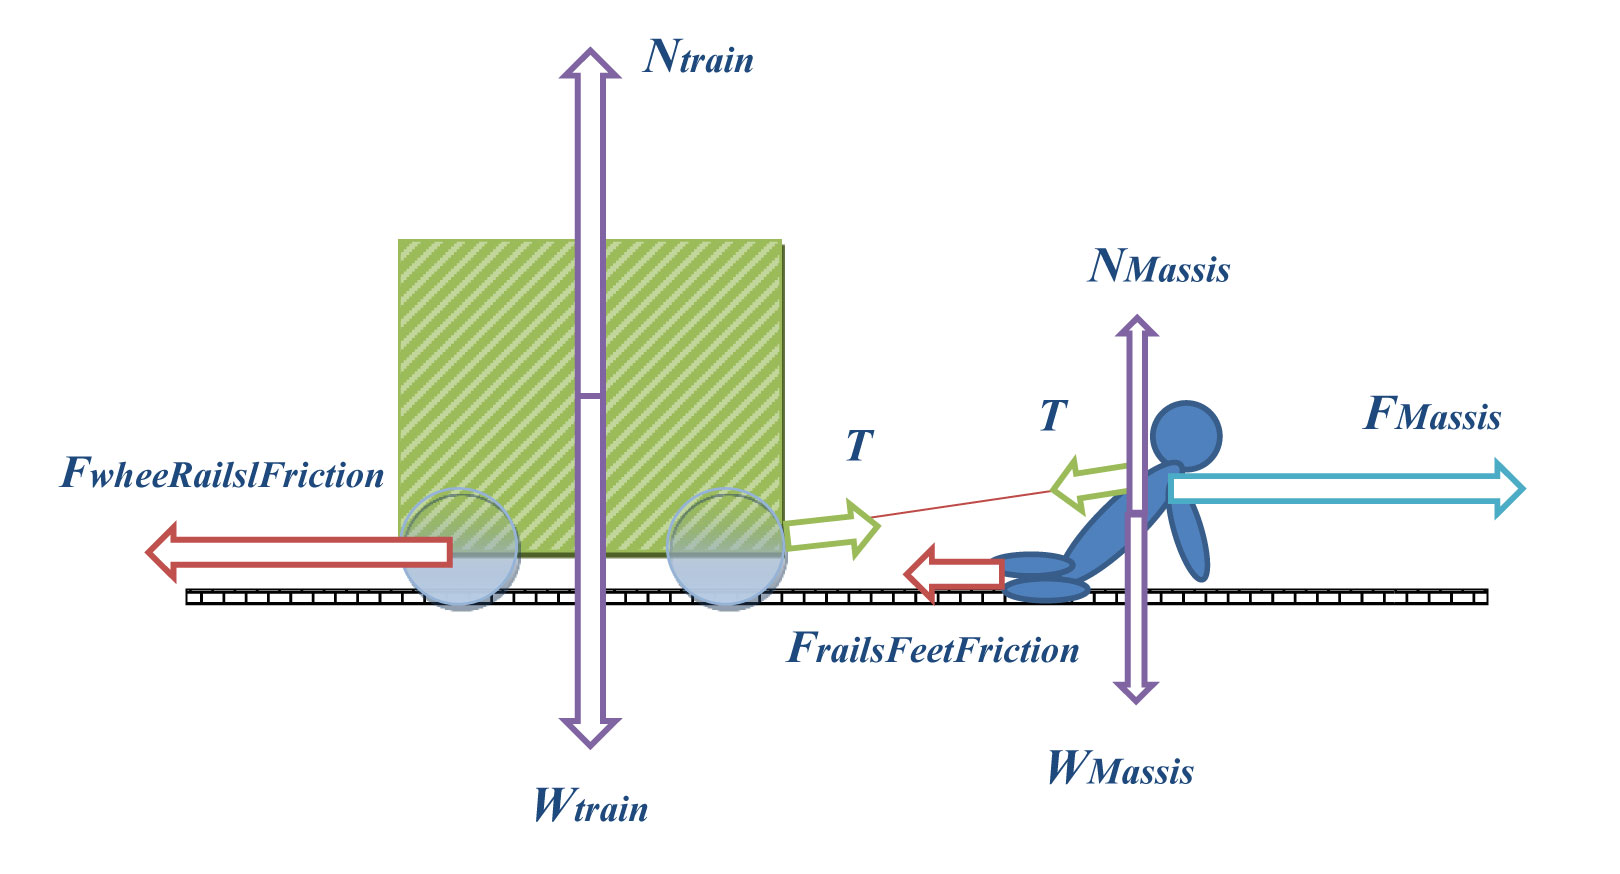 Ntrain
NMassis
T
FMassis
T
FwheeRailslFriction
FrailsFeetFriction
WMassis
Wtrain